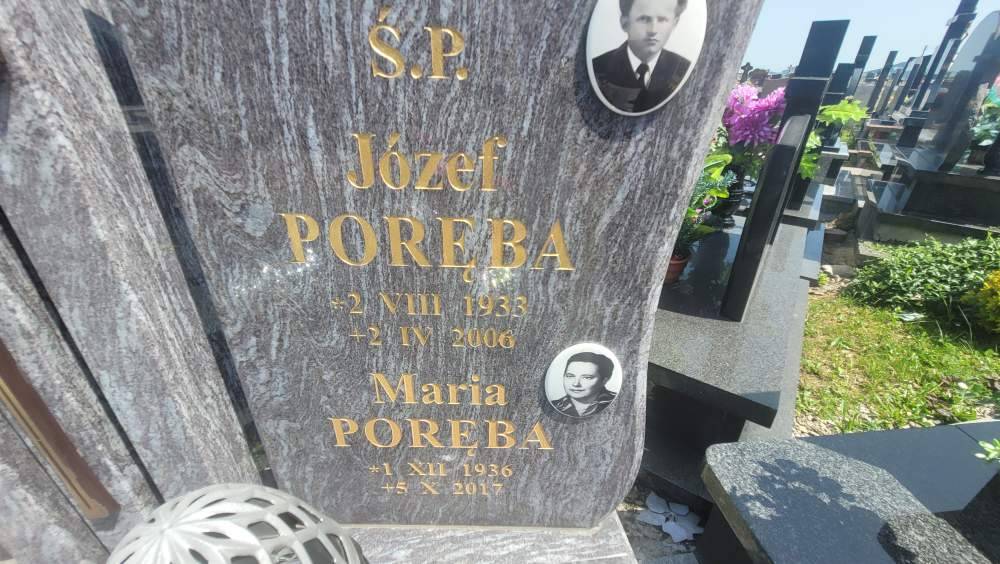 Ś.P.
Józef
PORĘBA
÷2 VIII 1933
+2 IV 2006
Maria
PORĘBA
*1 XII 1936
+5 X 2017